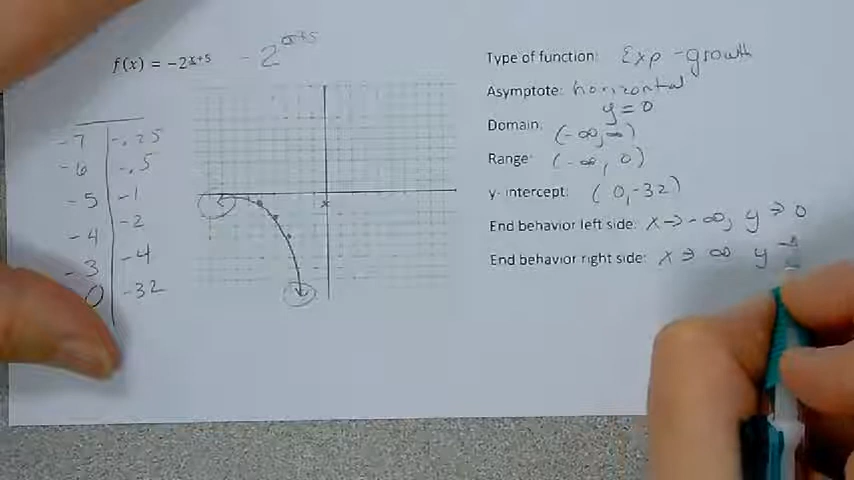 f(x) = -2^x+5 - 2^0+5
Type of function: Exp - growth
Asymptote: horizontal
y = 0
Domain: (-∞, ∞)
Range: (-∞, 0)
y- intercept: (0, -32)
End behavior left side: x → -∞, y → 0
End behavior right side: x → ∞ y
-7 -.25
-6 -.5
-5 -1
-4 -2
-3 -4
0 -32